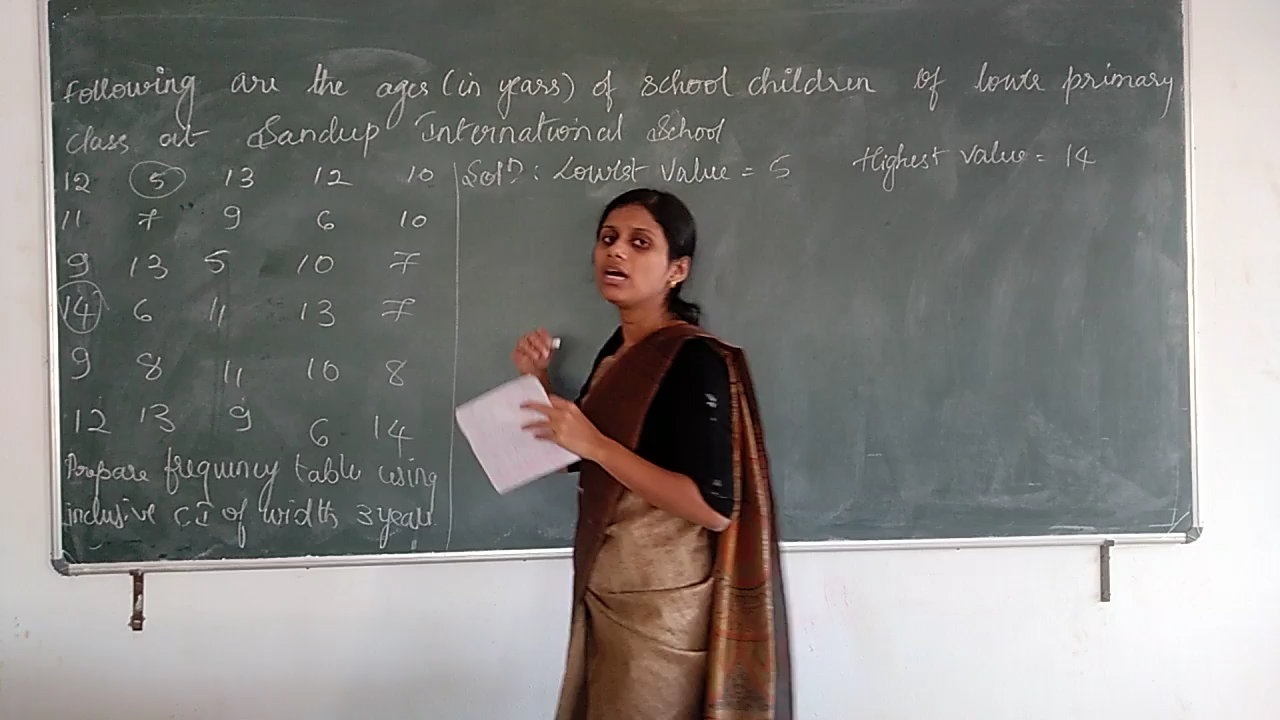 Following are the ages (in years) of school children of lower primary
class at Sandup International School
12 5 13 12 10
11 7 9 6 10
9 13 5 10 7
14 6 11 13 7
9 8 11 10 8
12 13 9 6 14
Prepare frequency table using
inclusive CI of width 3 years
Sol?: Lowest Value = 5 Highest Value = 14